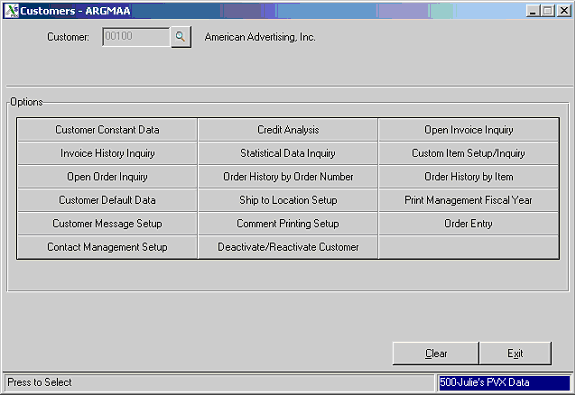 Customers - ARGMAA
Customer: 00100 American Advertising, Inc.
Options
Customer Constant Data Credit Analysis Open Invoice Inquiry
Invoice History Inquiry Statistical Data Inquiry Custom Item Setup/Inquiry
Open Order Inquiry Order History by Order Number Order History by Item
Customer Default Data Ship to Location Setup Print Management Fiscal Year
Customer Message Setup Comment Printing Setup Order Entry
Contact Management Setup Deactivate/Reactivate Customer
Clear Exit
Press to Select 500-Julie's PVX Data